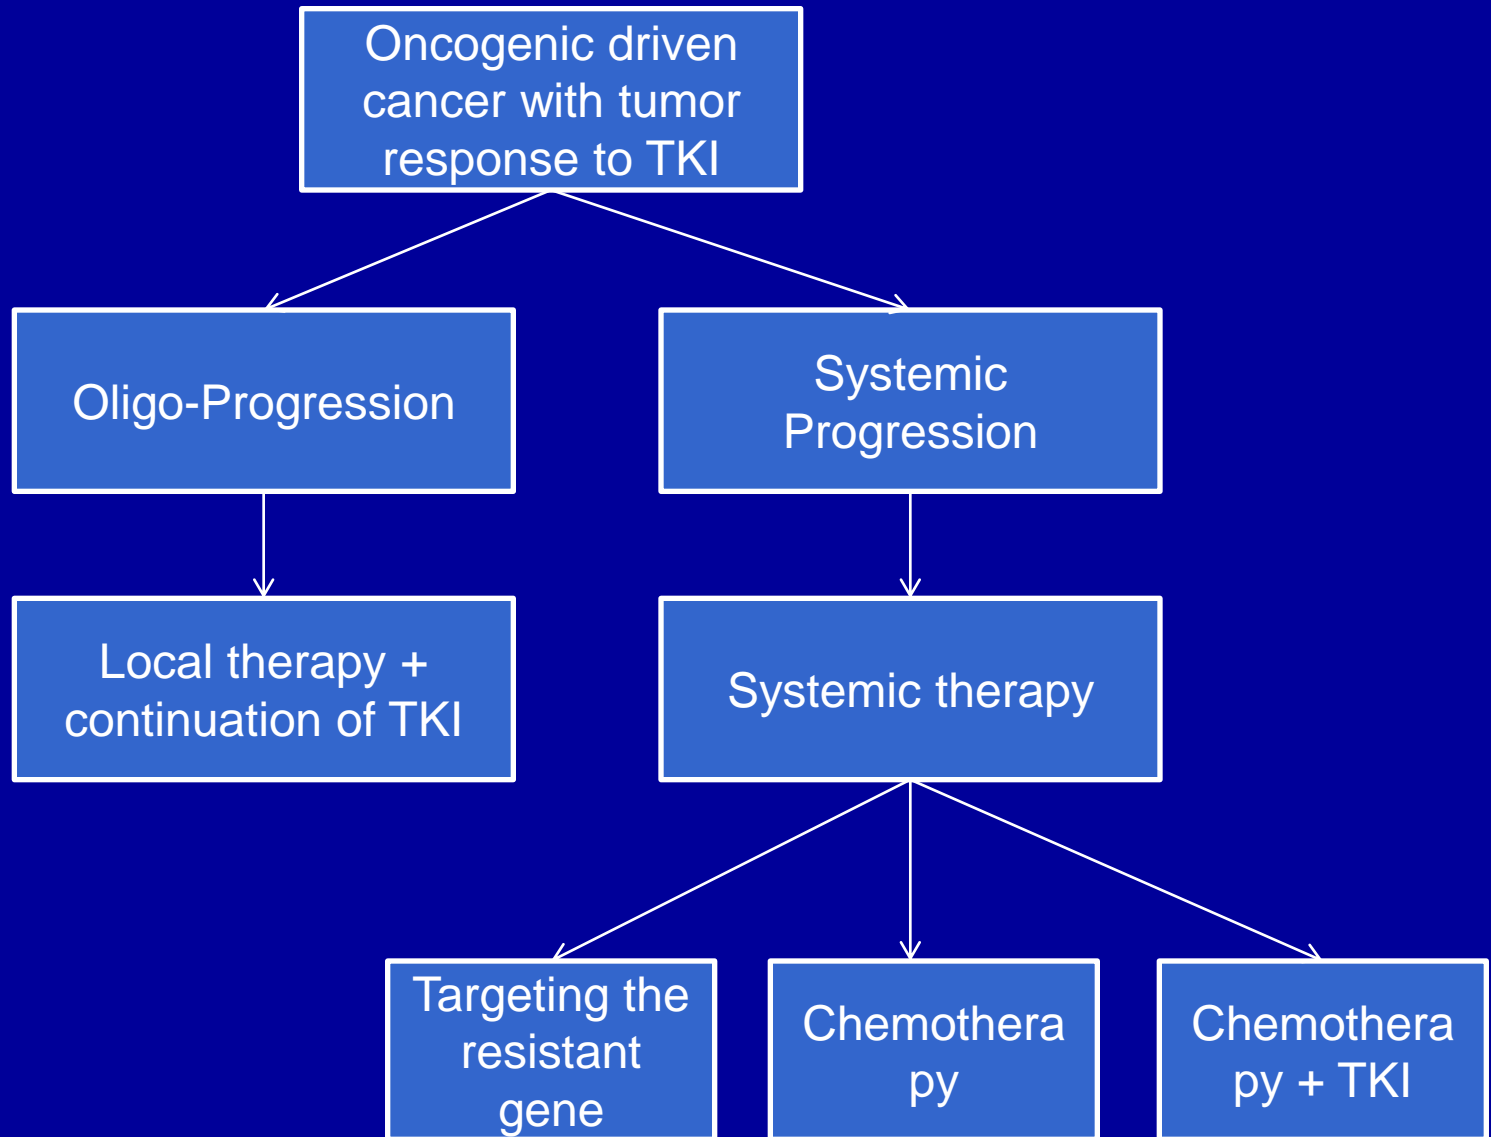 Oncogenic driven
cancer with tumor
response to TKI
Oligo-Progression
Systemic
Progression
Local therapy +
continuation of TKI
Systemic therapy
Targeting the
resistant
gene
Chemothera
py
Chemothera
py + TKI